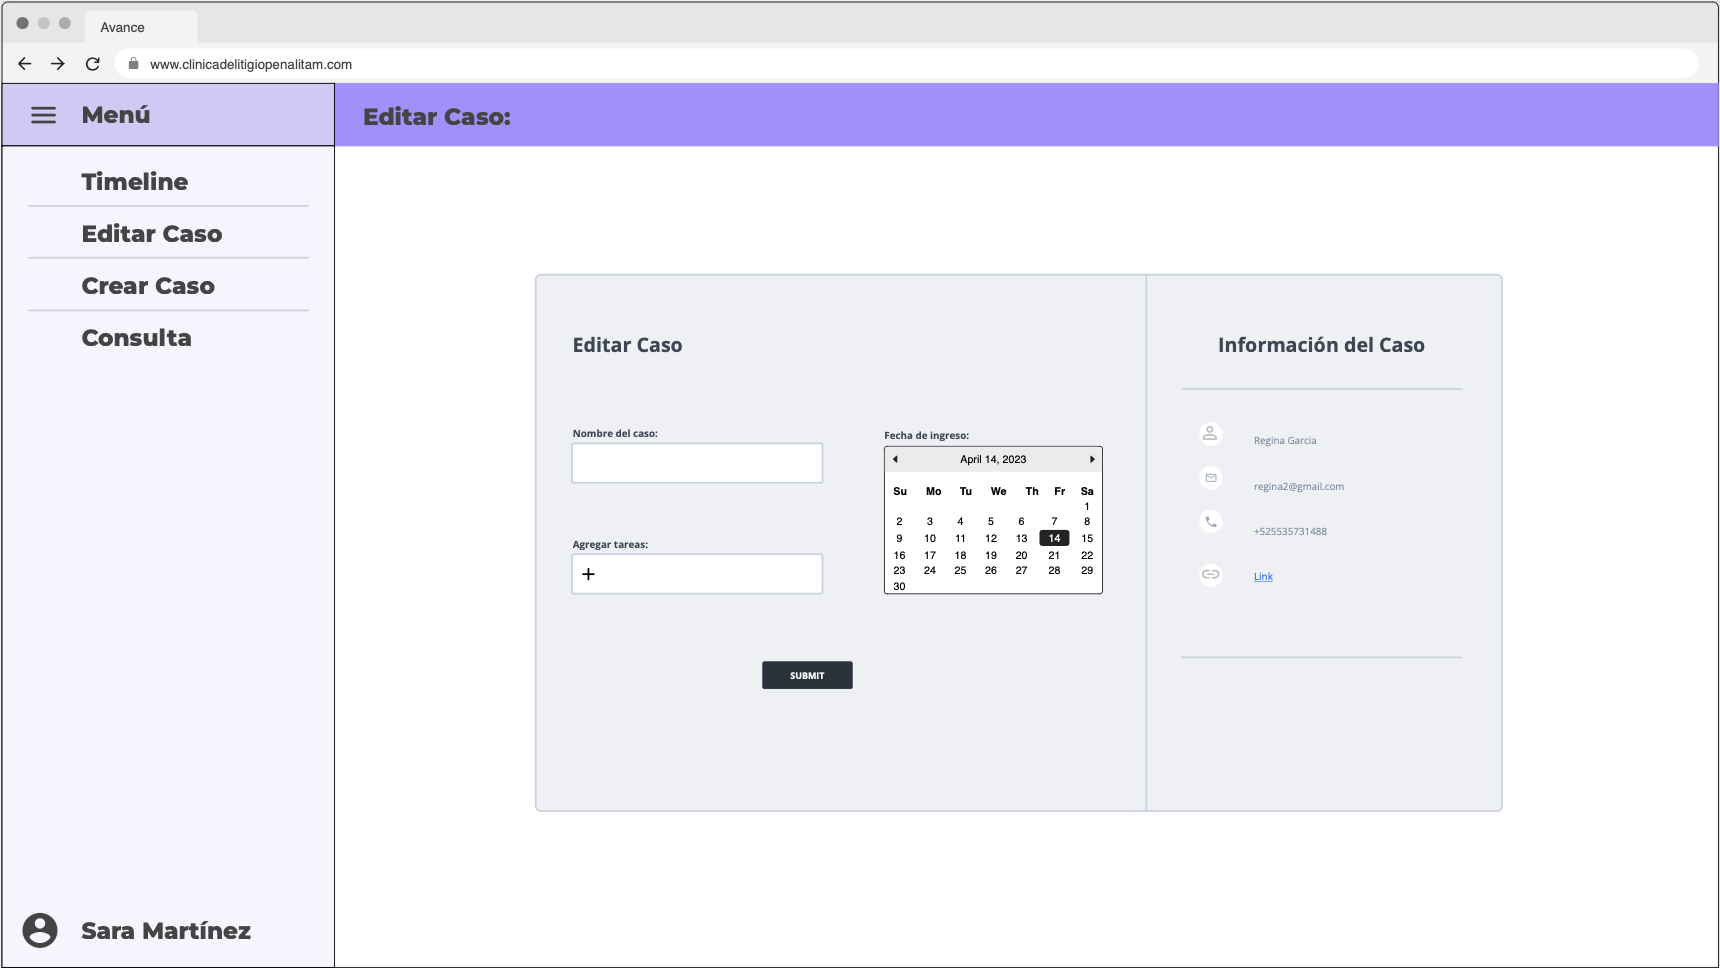 Avance
www.clinicadelitigiopenalitam.com
Menú
Editar Caso:
Timeline
Editar Caso
Crear Caso
Consulta
Sara Martínez
Editar Caso
Nombre del caso:
Agregar tareas:
+
Fecha de ingreso:
April 14, 2023
Su Mo Tu We Th Fr Sa
1
2 3 4 5 6 7 8
9 10 11 12 13 14 15
16 17 18 19 20 21 22
23 24 25 26 27 28 29
30
SUBMIT
Información del Caso
Regina Garcia
regina2@gmail.com
+525535731488
Link